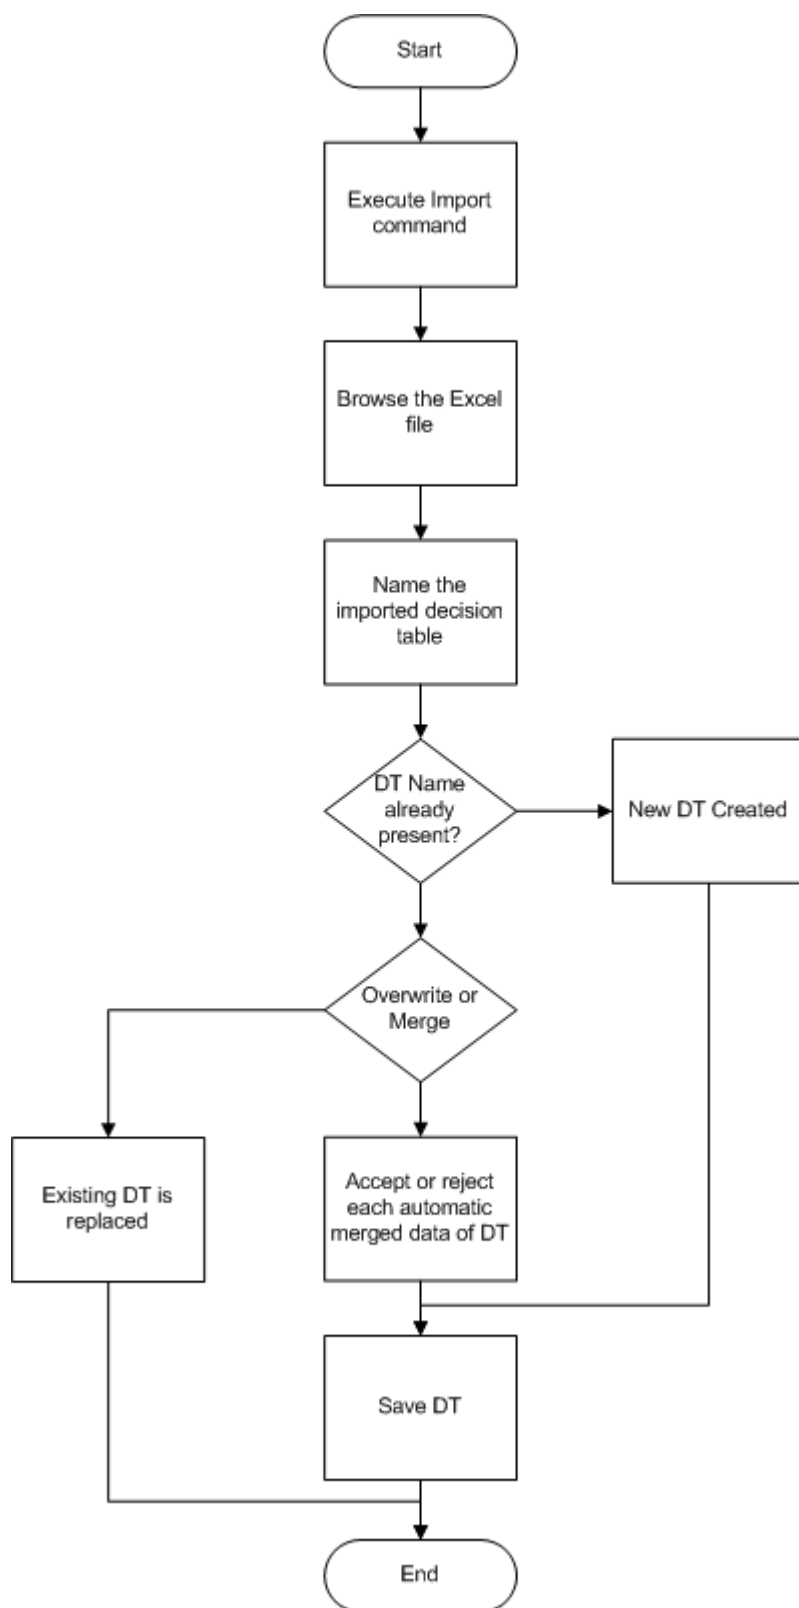 Start
Execute Import
command
Browse the Excel
file
Name the
imported decision
table
DT Name
already
present?
New DT Created
Overwrite or
Merge
Existing DT is
replaced
Accept or reject
each automatic
merged data of DT
Save DT
End